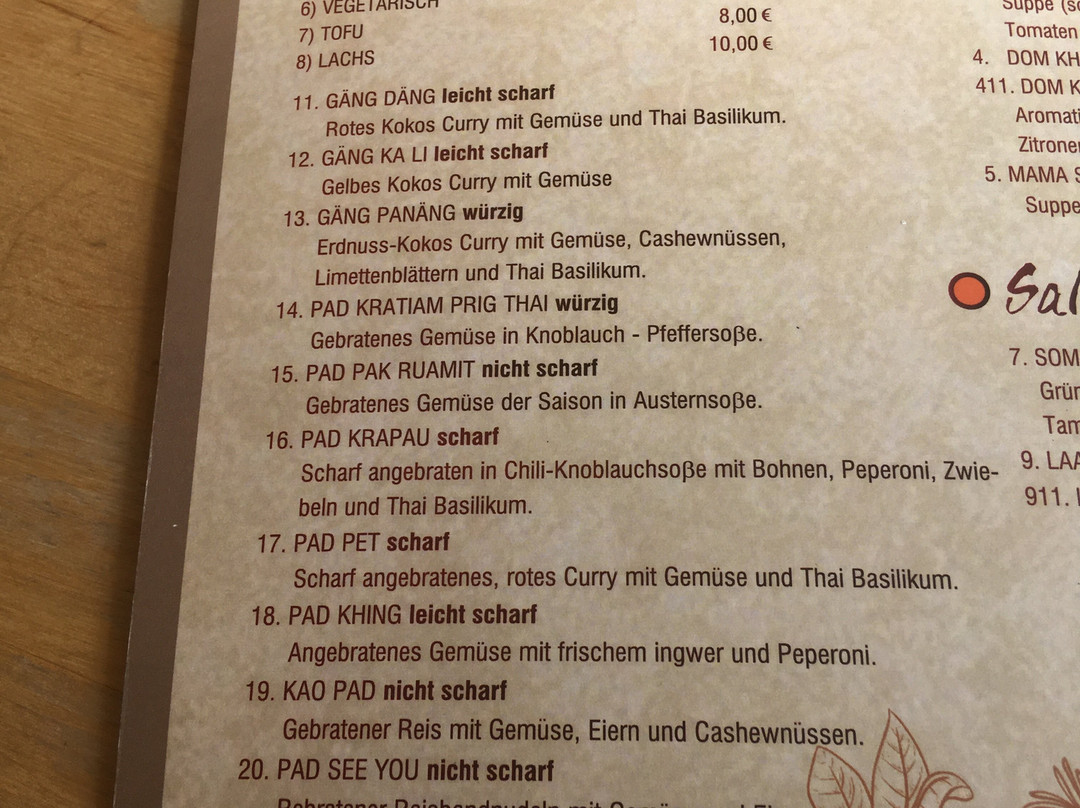 6) VEGETARISCH
7) TOFU 8,00 €
8) LACHS 10,00 €
11. GÄNG DÄNG leicht scharf
Rotes Kokos Curry mit Gemüse und Thai Basilikum.
12. GÄNG KA LI leicht scharf
Gelbes Kokos Curry mit Gemüse
13. GÄNG PANÄNG würzig
Erdnuss-Kokos Curry mit Gemüse, Cashewnüssen,
Limettenblättern und Thai Basilikum.
14. PAD KRATIAM PRIG THAI würzig
Gebratenes Gemüse in Knoblauch - Pfeffersoße.
15. PAD PAK RUAMIT nicht scharf
Gebratenes Gemüse der Saison in Austernsoße.
16. PAD KRAPAU scharf
Scharf angebraten in Chili-Knoblauchsoße mit Bohnen, Peperoni, Zwie-
beln und Thai Basilikum.
17. PAD PET scharf
Scharf angebratenes, rotes Curry mit Gemüse und Thai Basilikum.
18. PAD KHING leicht scharf
Angebratenes Gemüse mit frischem ingwer und Peperoni.
19. KAO PAD nicht scharf
Gebratener Reis mit Gemüse, Eiern und Cashewnüssen.
20. PAD SEE YOU nicht scharf
Suppe
Tomaten
4. DOM KH
411. DOM K
Aromati
Zitrone
5. MAMA S
Suppe
Sal
7. SOM
Grün
Tam
9. LAA
911.